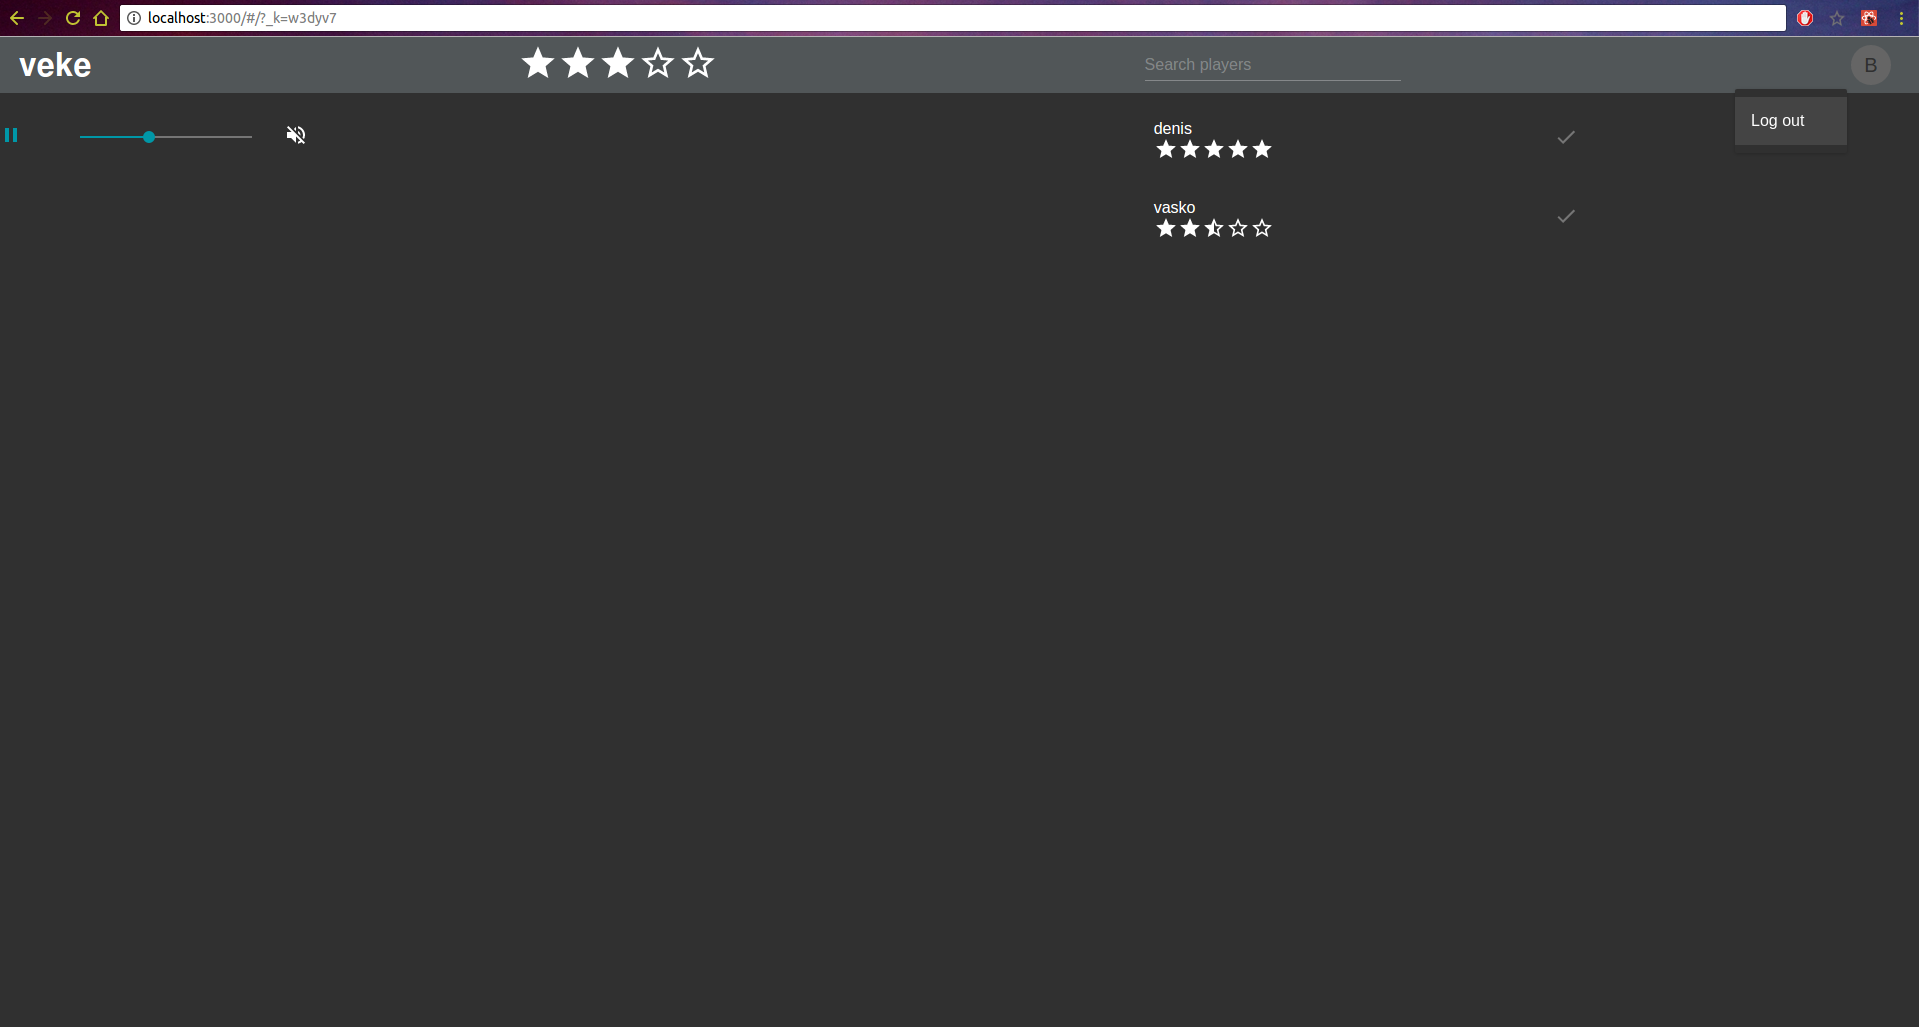 localhost:3000/#/?_k=w3dyv7
veke
Search players
B
Log out
denis
vasko